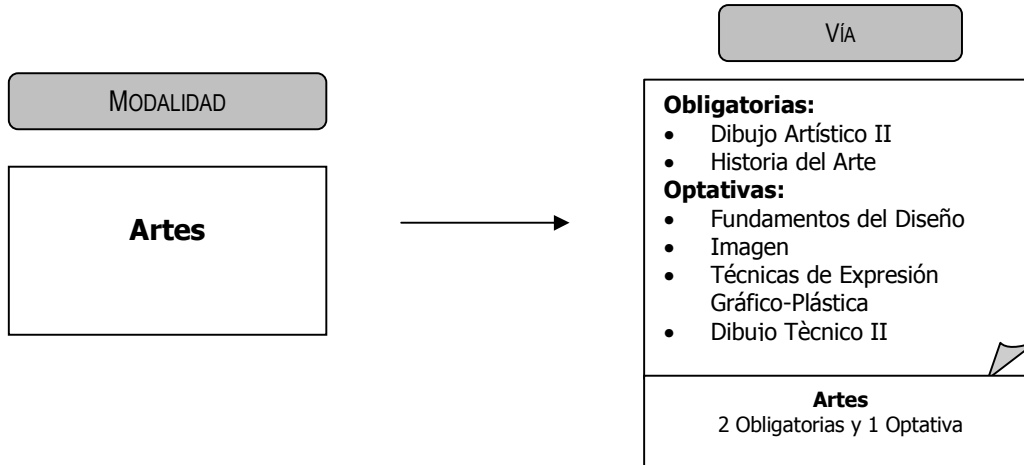 MODALIDAD
Artes
VÍA
Obligatorias:
• Dibujo Artístico II
• Historia del Arte
Optativas:
• Fundamentos del Diseño
• Imagen
• Técnicas de Expresión
Gráfico-Plástica
• Dibujo Tècnico II
Artes
2 Obligatorias y 1 Optativa